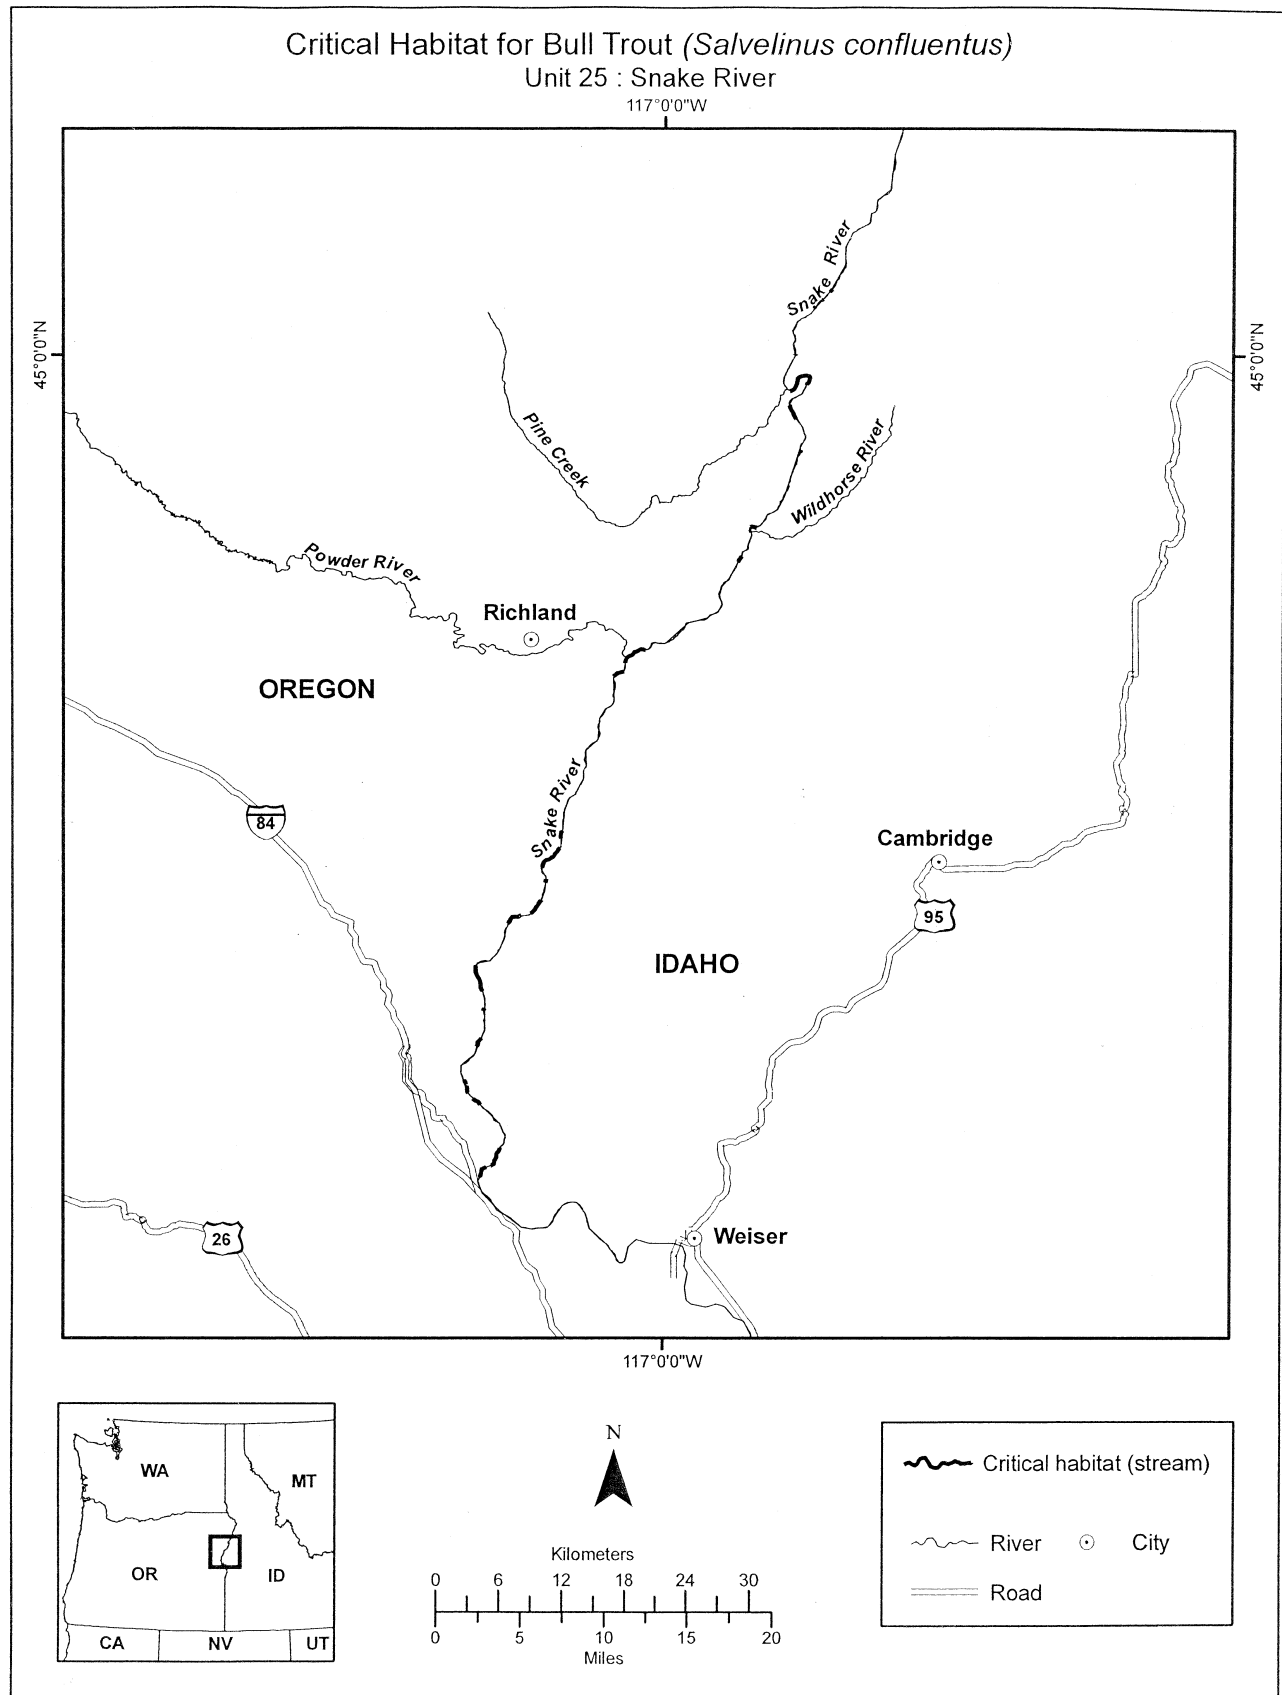 Critical Habitat for Bull Trout (Salvelinus confluentus)
Unit 25 : Snake River
117°0'0"W
Snake River
45°0'0"N
45°0'0"N
Pine Creek
Wildhorse River
Powder River
Richland
OREGON
Snake River
84
Cambridge
95
IDAHO
26
Weiser
117°0'0"W
WA
MT
OR
ID
CA
NV
UT
N
Kilometers
0 6 12 18 24 30
0 5 10 15 20
Miles
Critical habitat (stream)
River
City
Road